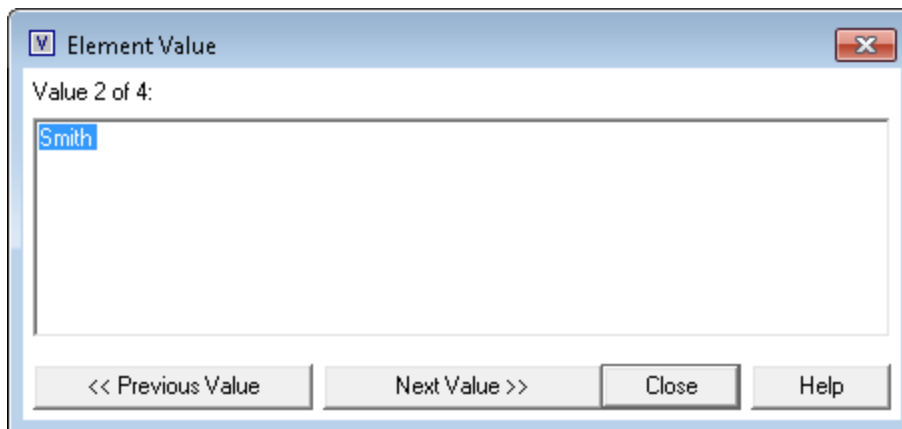 V Element Value
Value 2 of 4:
Smith
<< Previous Value Next Value >> Close Help